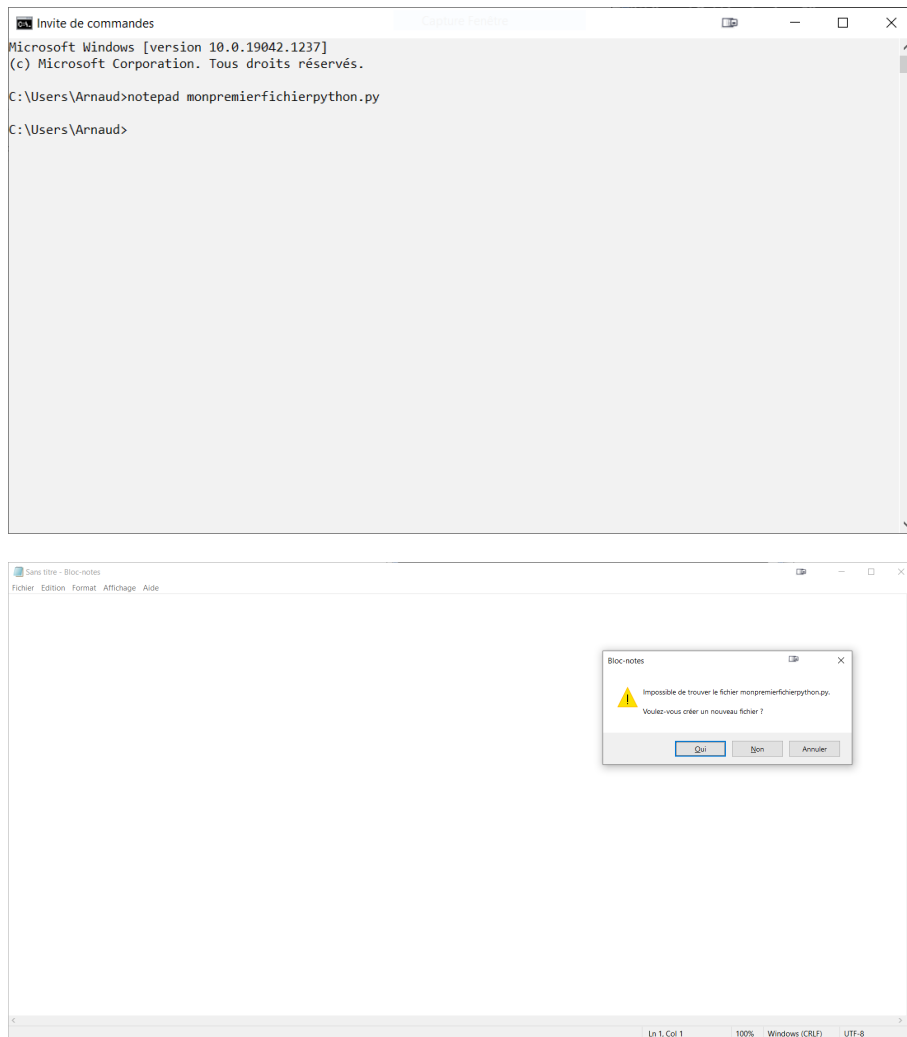 Invite de commandes
Capture Fenêtre
Microsoft Windows [version 10.0.19042.1237]
(c) Microsoft Corporation. Tous droits réservés.
C:\Users\Arnaud>notepad monpremierfichierpython.py
C:\Users\Arnaud>
Sans titre - Bloc-notes
Fichier Edition Format Affichage Aide
Bloc-notes
Impossible de trouver le fichier monpremierfichierpython.py.
Voulez-vous créer un nouveau fichier ?
Oui Non Annuler
Ln 1, Col 1 100% Windows (CRLF) UTF-8